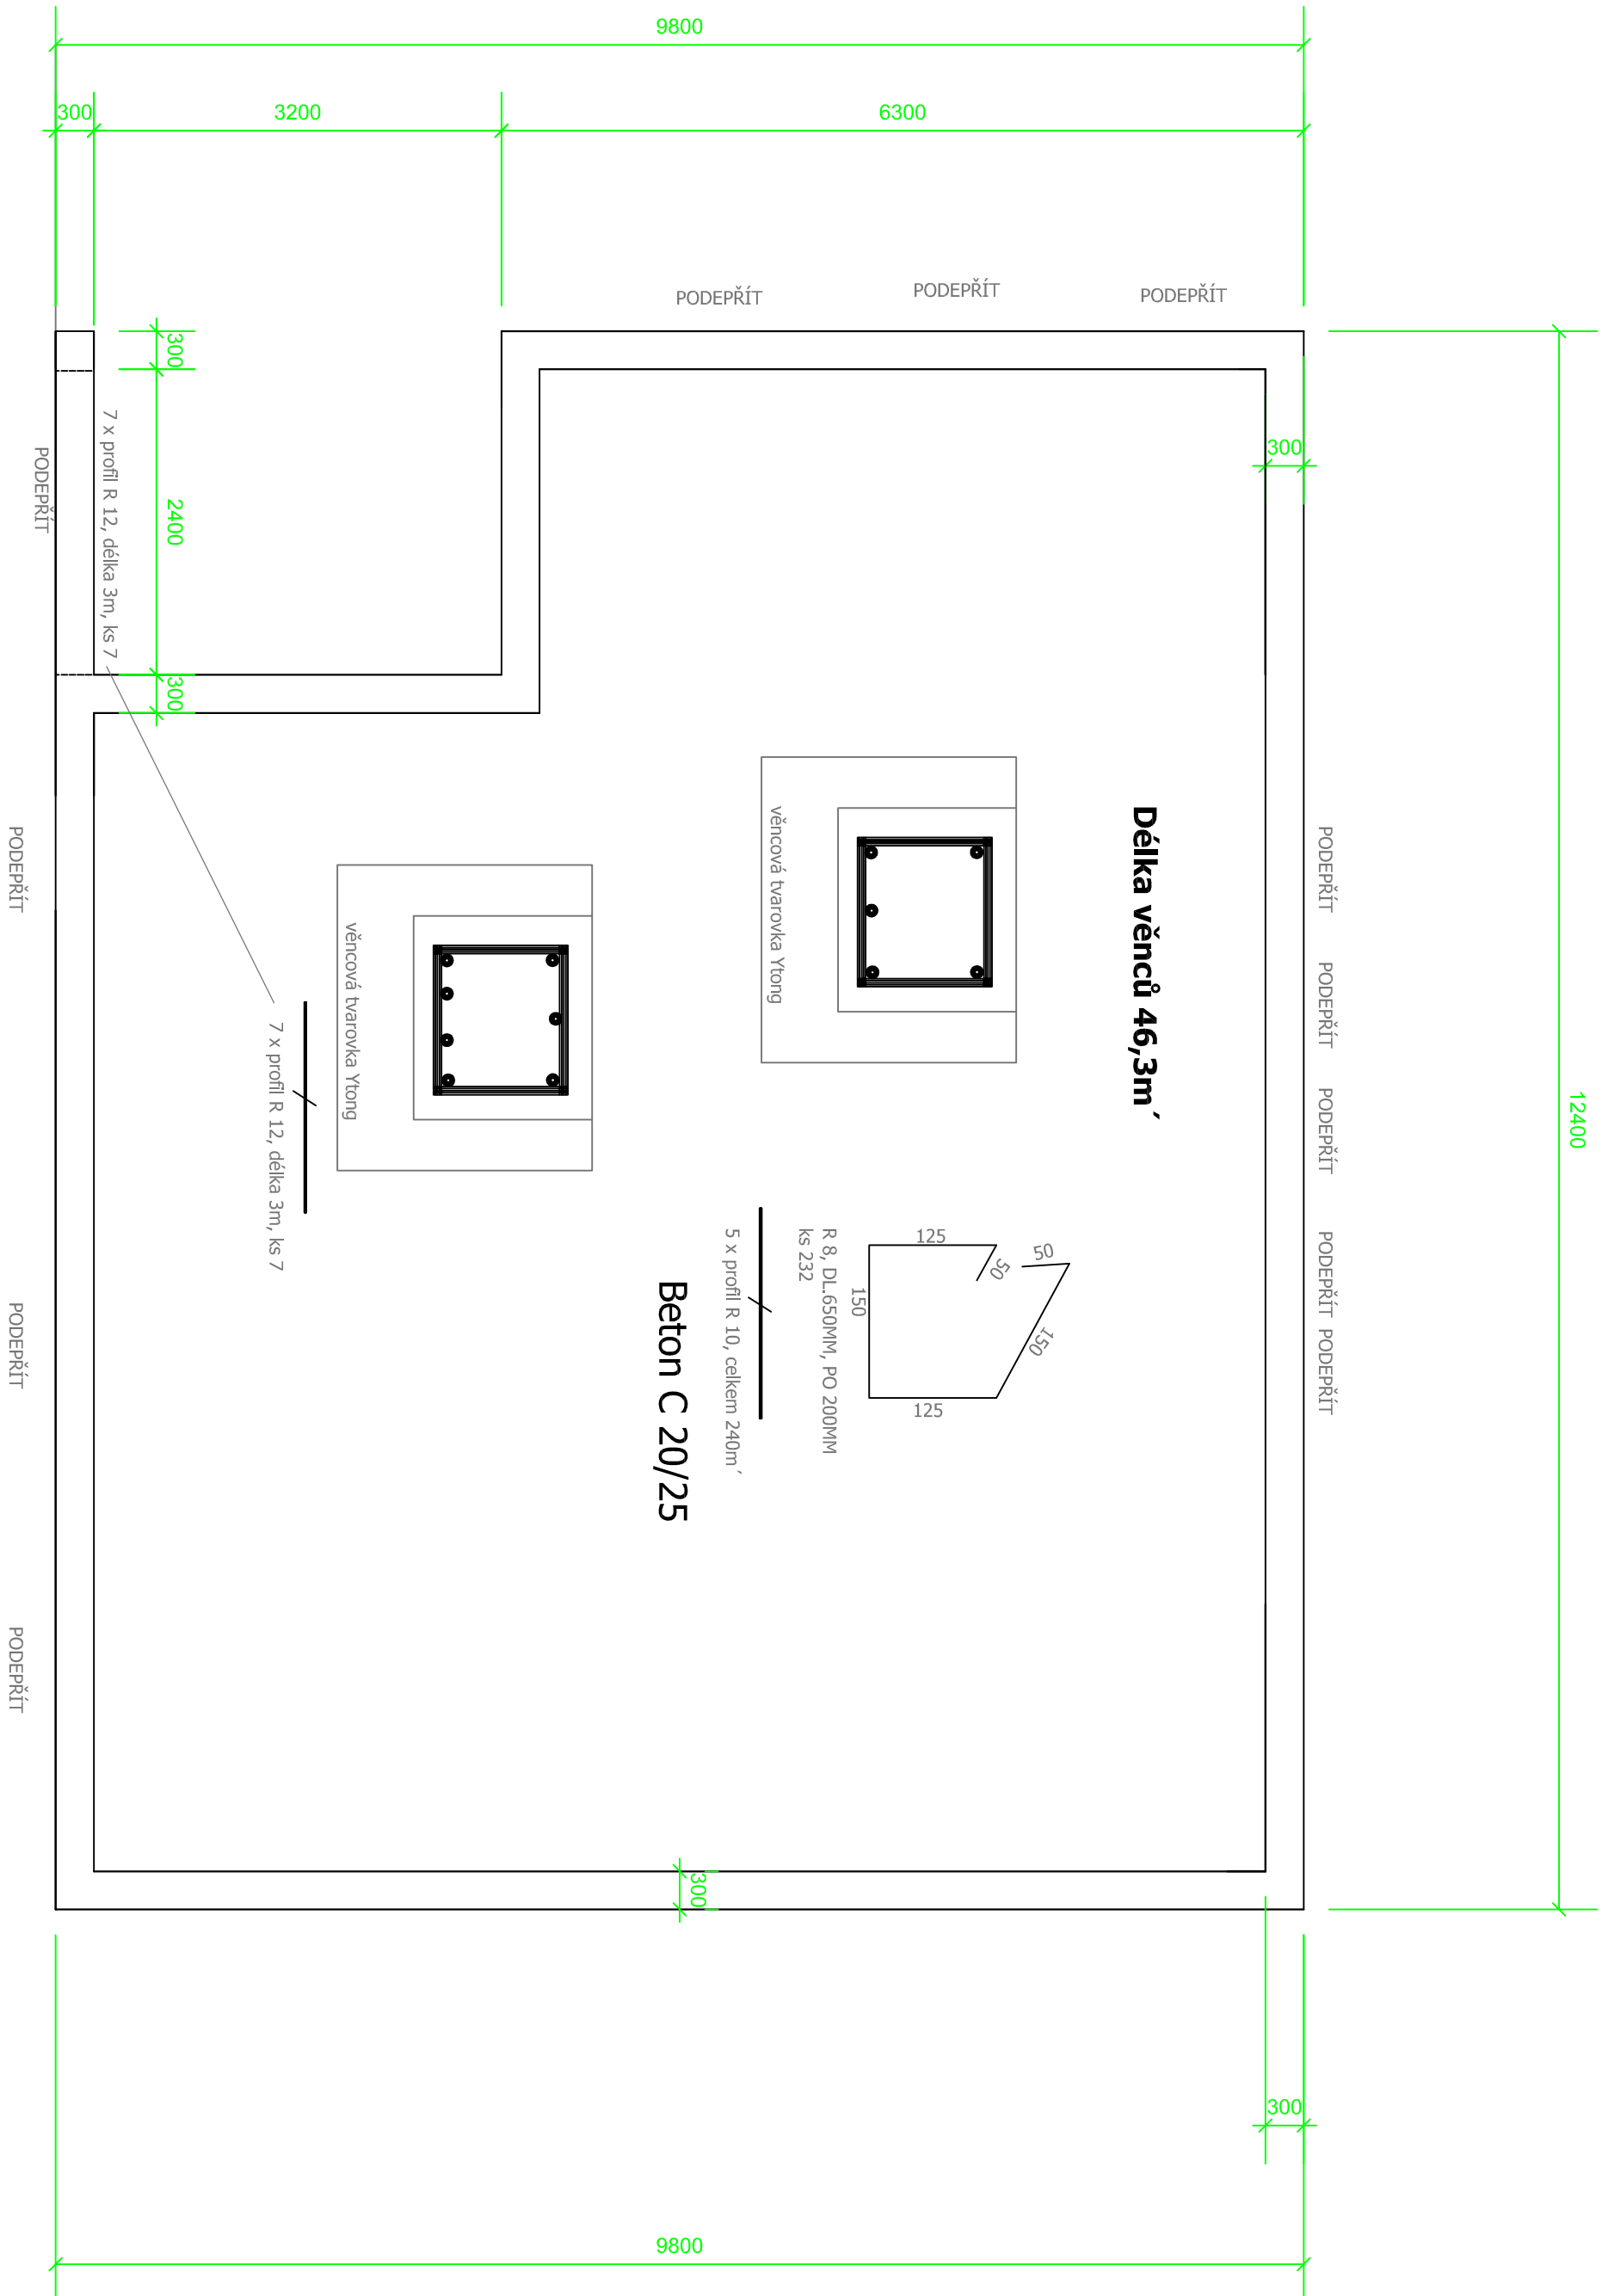 9800
300
3200
6300
PODEPŘÍT
PODEPŘÍT
PODEPŘÍT
300
300
2400
300
7 x profil R 12, délka 3m, ks 7
PODEPŘÍT
Délka věnců 46,3m´
věncová tvarovka Ytong
věncová tvarovka Ytong
7 x profil R 12, délka 3m, ks 7
PODEPŘÍT
PODEPŘÍT
PODEPŘÍT
PODEPŘÍT
PODEPŘÍT
12400
125
50
50
150
150
125
R 8, DL.650MM, PO 200MM
ks 232
5 x profil R 10, celkem 240m´
Beton C 20/25
PODEPŘÍT
PODEPŘÍT
PODEPŘÍT
300
300
9800